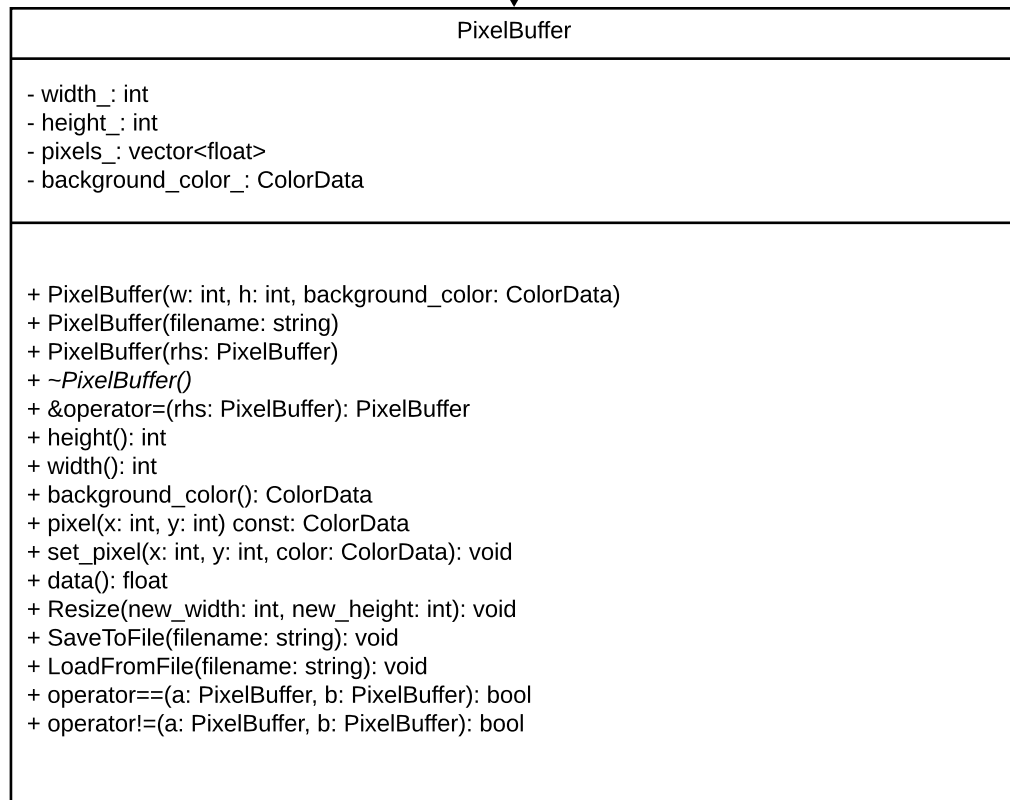 PixelBuffer
- width_: int
- height_: int
- pixels_: vector<float>
- background_color_: ColorData
+ PixelBuffer(w: int, h: int, background_color: ColorData)
+ PixelBuffer(filename: string)
+ PixelBuffer(rhs: PixelBuffer)
+ ~PixelBuffer()
+ &operator=(rhs: PixelBuffer): PixelBuffer
+ height(): int
+ width(): int
+ background_color(): ColorData
+ pixel(x: int, y: int) const: ColorData
+ set_pixel(x: int, y: int, color: ColorData): void
+ data(): float
+ Resize(new_width: int, new_height: int): void
+ SaveToFile(filename: string): void
+ LoadFromFile(filename: string): void
+ operator==(a: PixelBuffer, b: PixelBuffer): bool
+ operator!=(a: PixelBuffer, b: PixelBuffer): bool